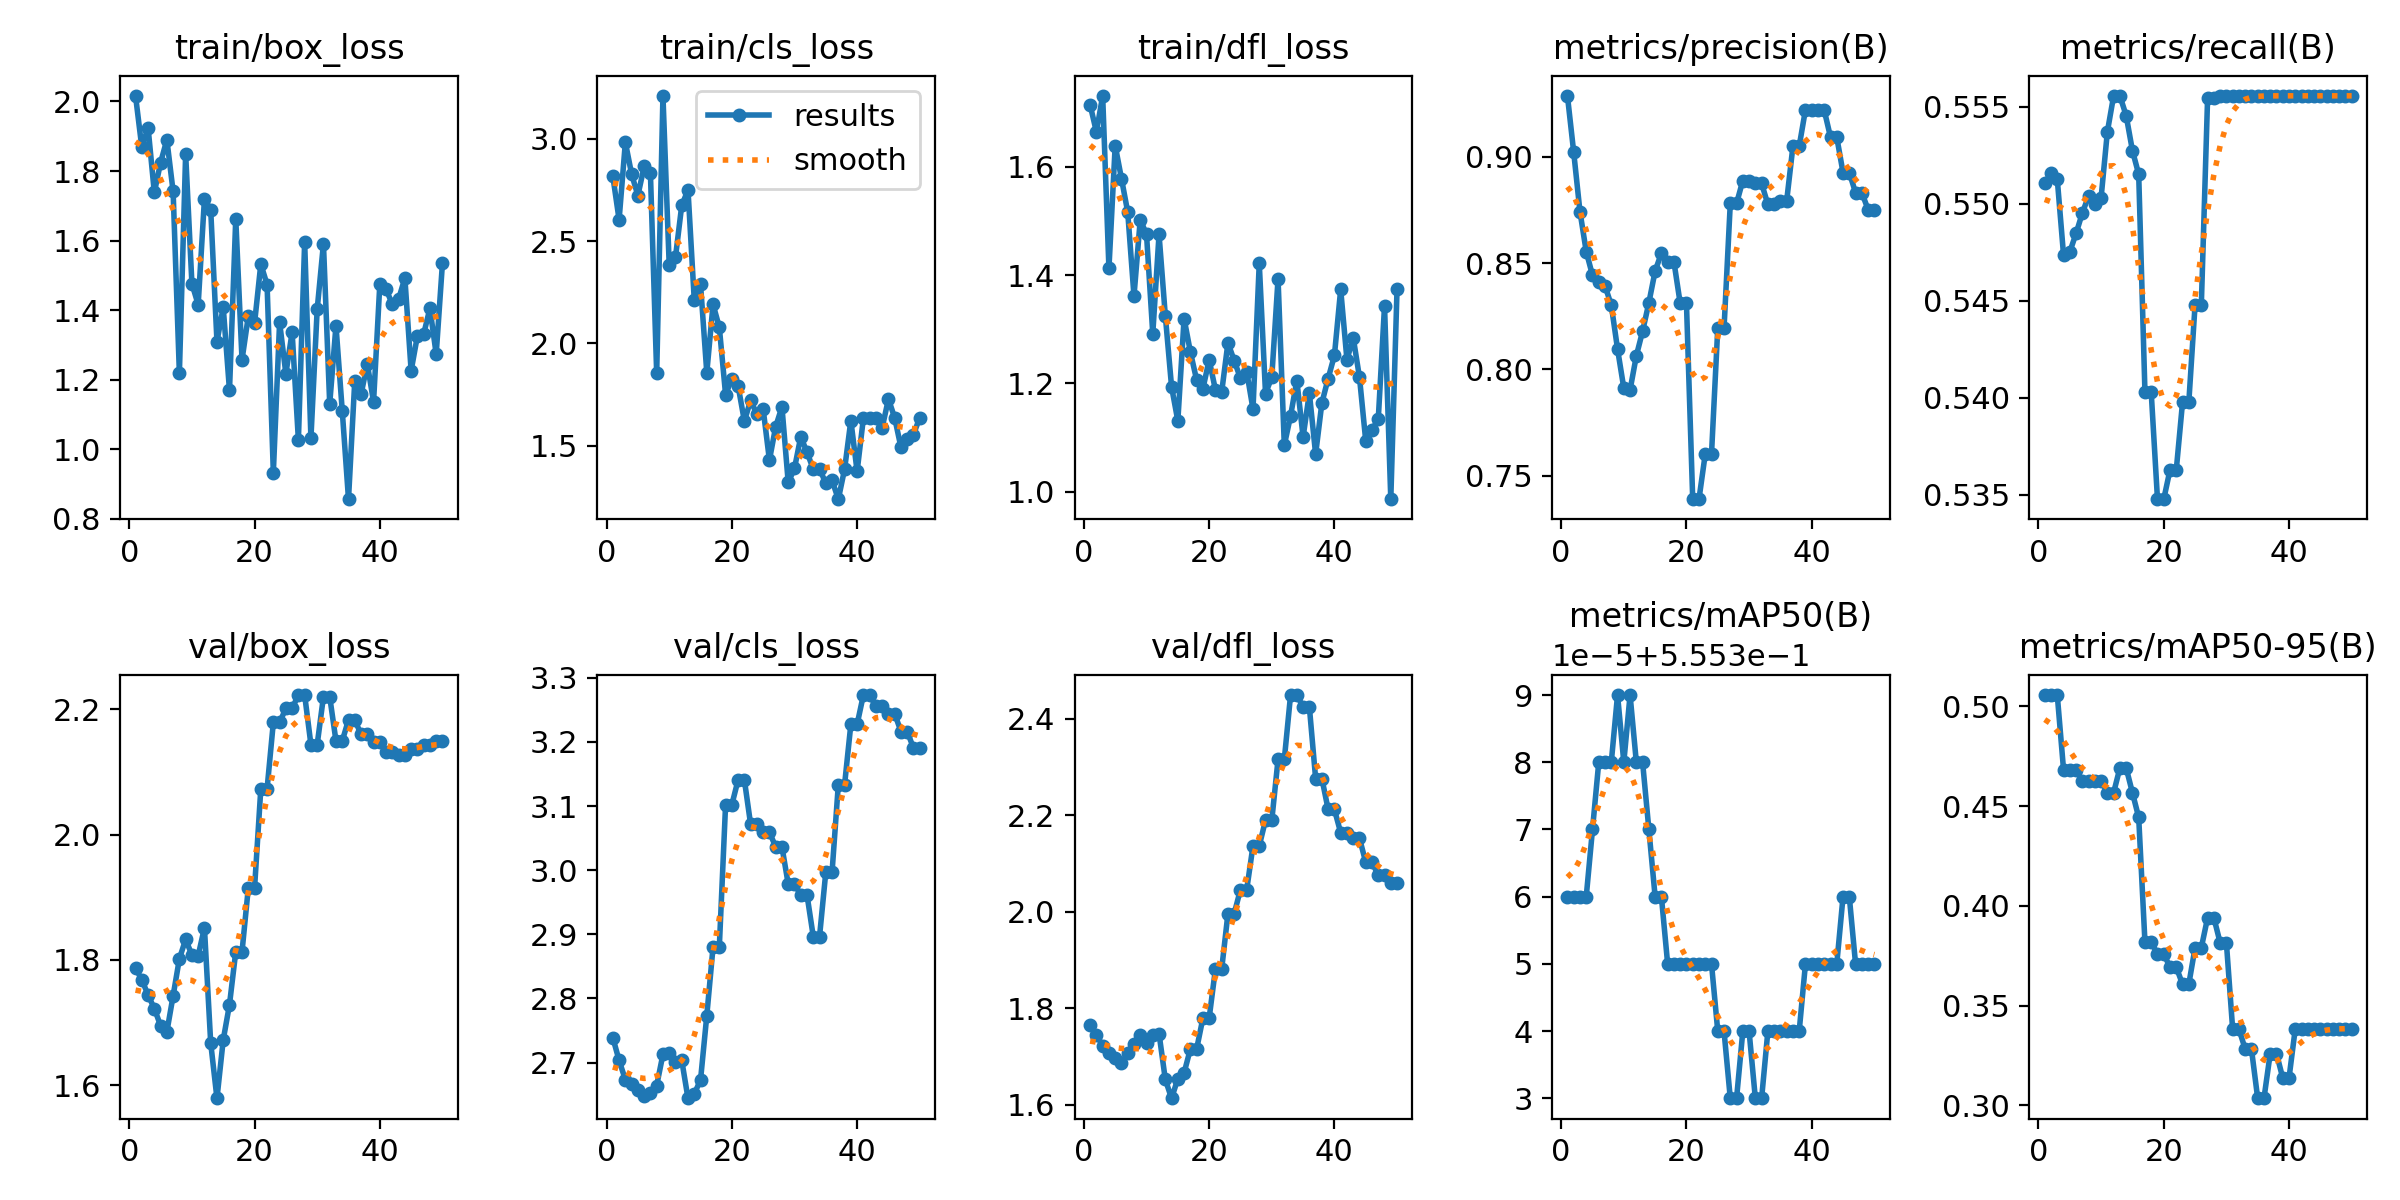 train/box_loss
2.0
1.8
1.6
1.4
1.2
1.0
0.8
0 20 40
train/cls_loss
results
smooth
3.0
2.5
2.0
1.5
0 20 40
train/dfl_loss
1.6
1.4
1.2
1.0
0 20 40
metrics/precision(B)
0.90
0.85
0.80
0.75
0 20 40
metrics/recall(B)
0.555
0.550
0.545
0.540
0.535
0 20 40
val/box_loss
2.2
2.0
1.8
1.6
0 20 40
val/cls_loss
3.3
3.2
3.1
3.0
2.9
2.8
2.7
0 20 40
val/dfl_loss
2.4
2.2
2.0
1.8
1.6
0 20 40
metrics/mAP50(B)
1e−5+5.553e−1
9
8
7
6
5
4
3
0 20 40
metrics/mAP50-95(B)
0.50
0.45
0.40
0.35
0.30
0 20 40